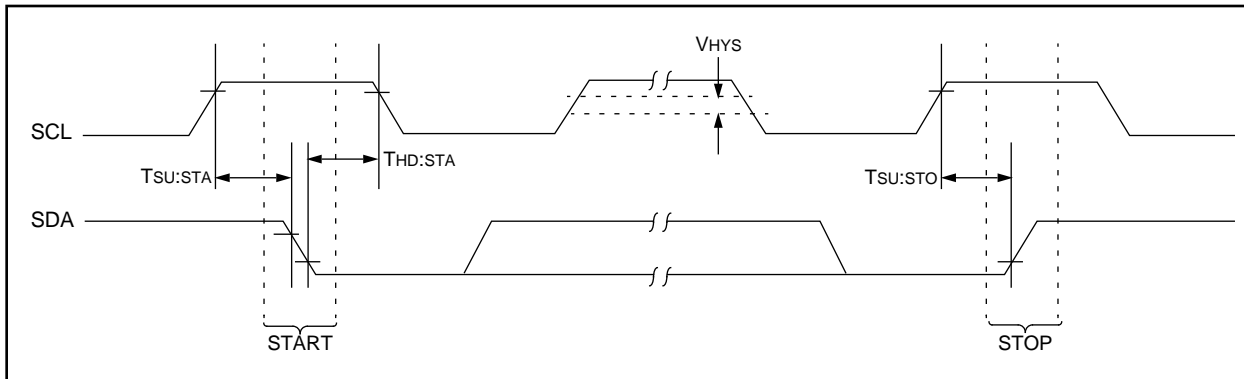 VHYS
SCL
THD:STA
TSU:STA
TSU:STO
SDA
START
STOP